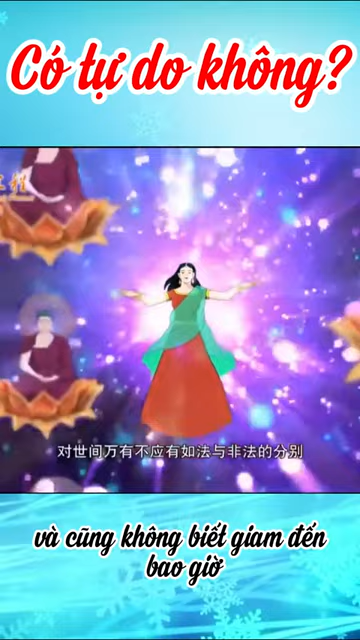 Có tự do không?
对世间万有不应有如法与非法的分别
và cũng không biết giam đến
bao giờ